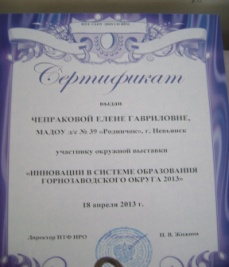 Сертификат
выдан
ЧЕПРАКОВОЙ ЕЛЕНЕ ГАВРИЛОВНЕ,
МАДОУ д/с № 39 «Родничок», г. Невьянск
участнику окружной выставки
«ИННОВАЦИИ В СИСТЕМЕ ОБРАЗОВАНИЯ
ГОРНОЗАВОДСКОГО ОКРУГА 2013»
18 апреля 2013 г.
Директор НТФ ИРО